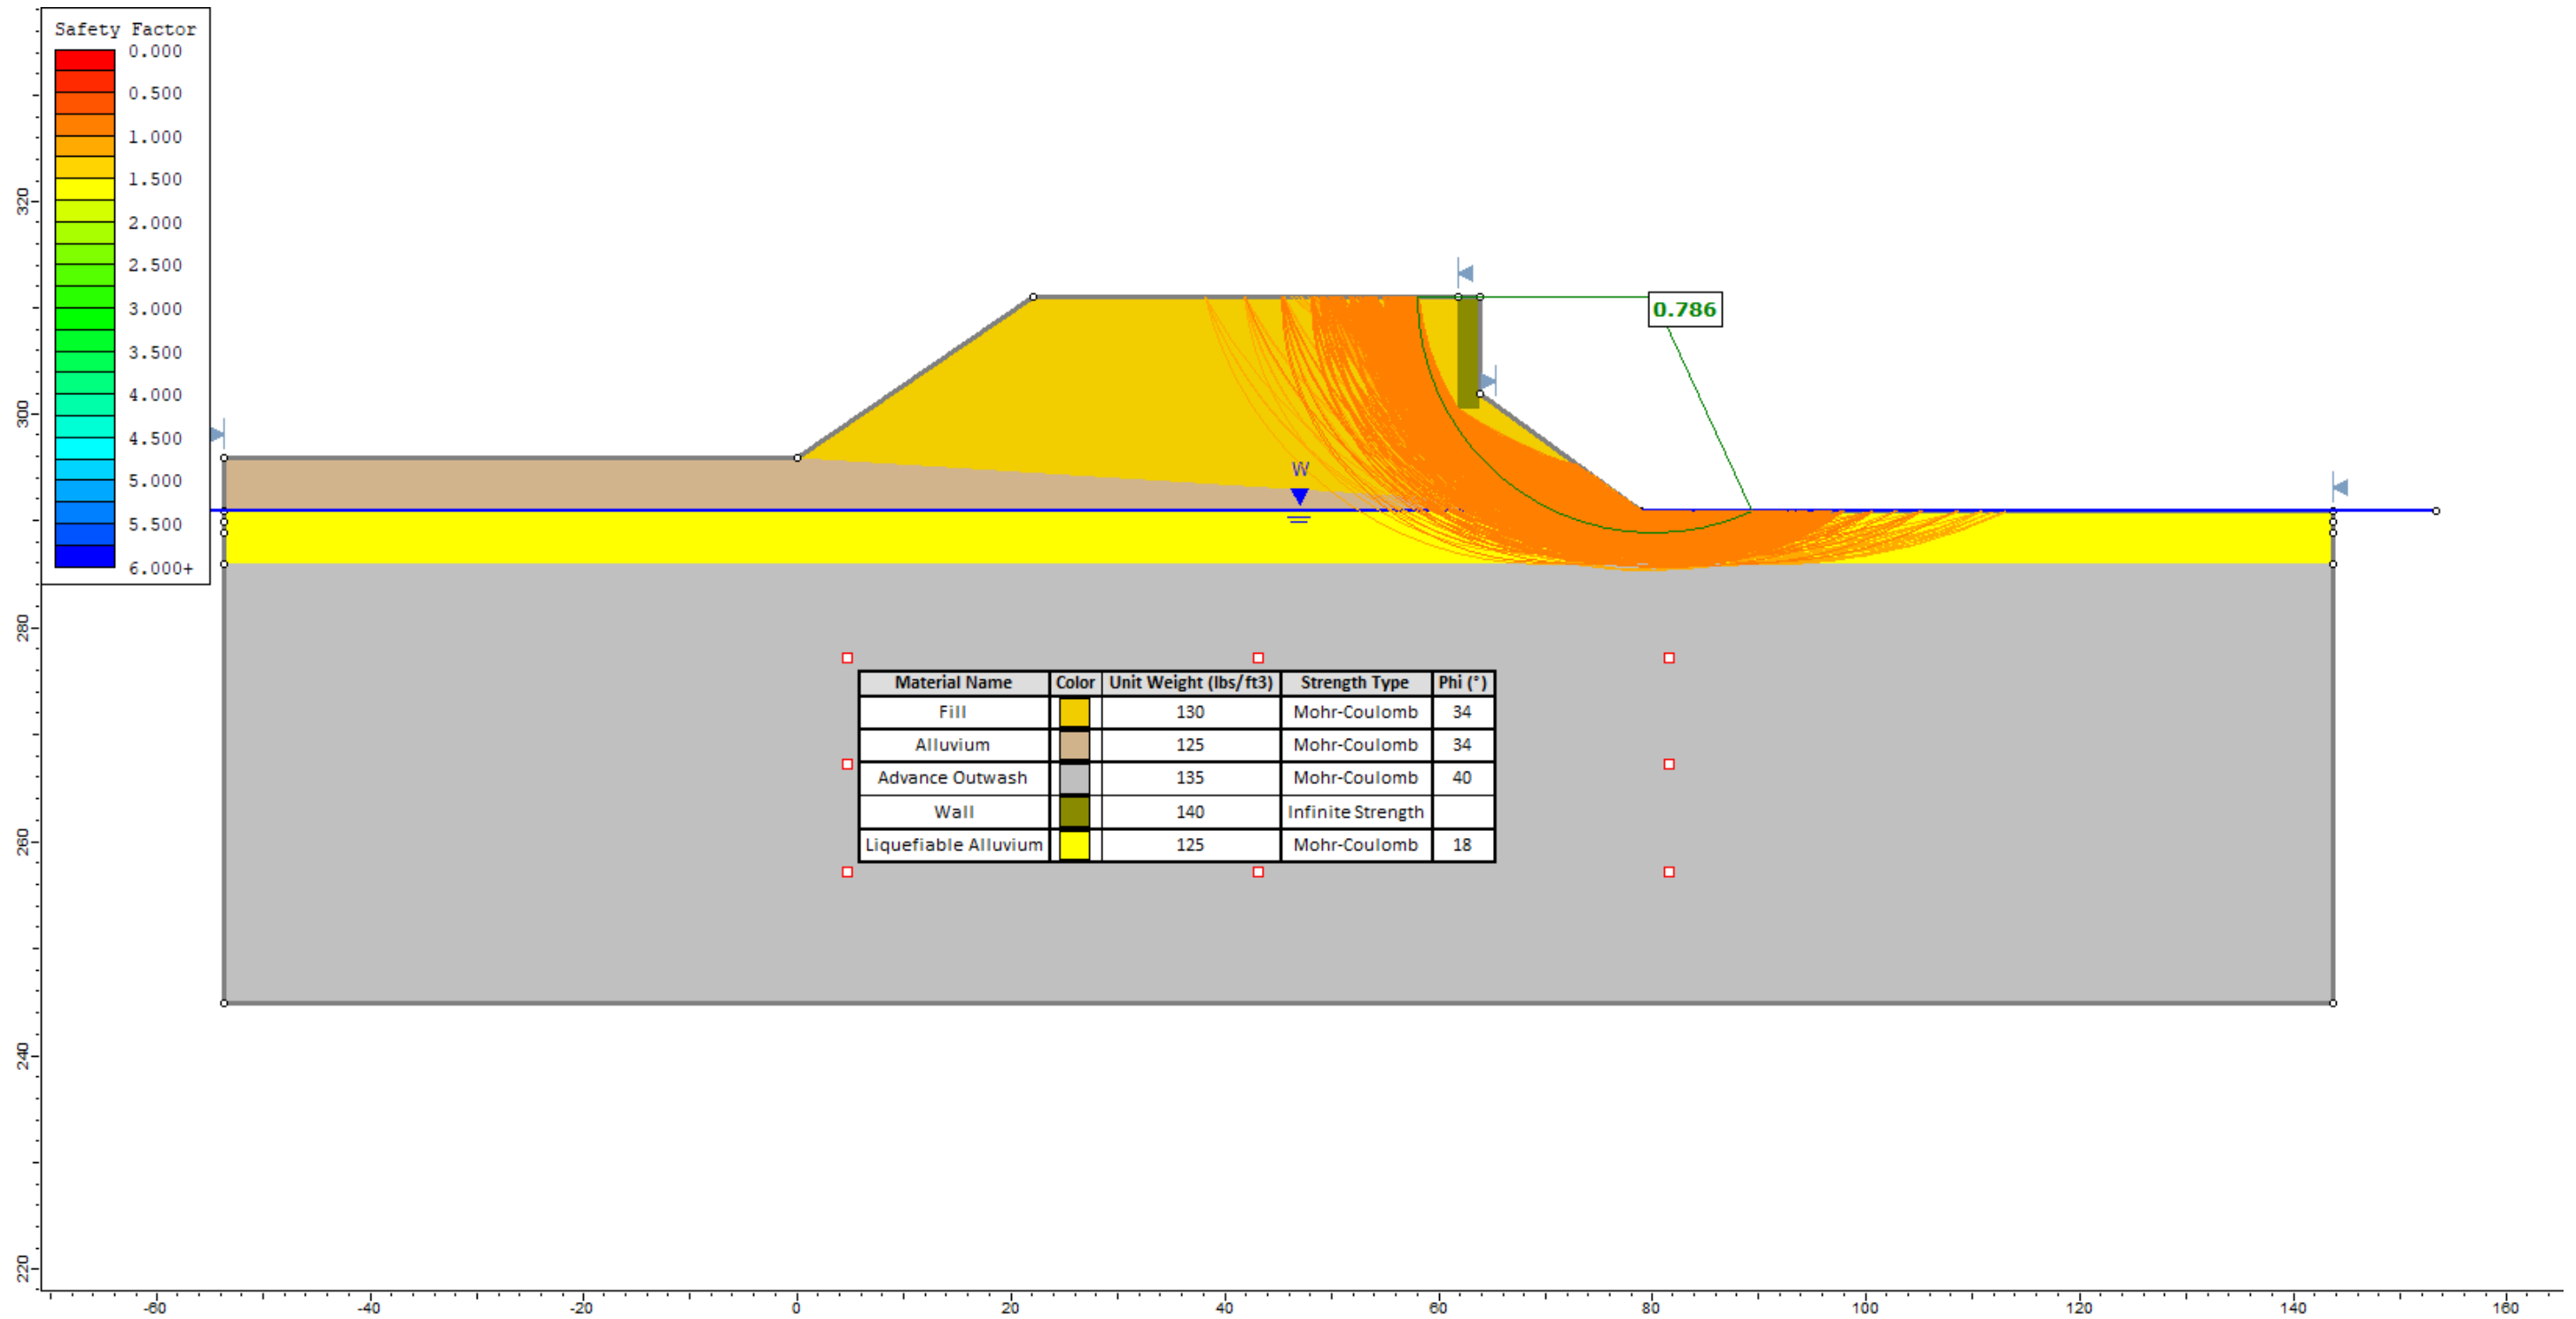 Safety Factor
0.000
0.500
1.000
1.500
2.000
2.500
3.000
3.500
4.000
4.500
5.000
5.500
6.000+
320
300
280
260
240
220
W
0.786
Material Name Color Unit Weight (lbs/ft3) Strength Type Phi (°)
Fill 130 Mohr-Coulomb 34
Alluvium 125 Mohr-Coulomb 34
Advance Outwash 135 Mohr-Coulomb 40
Wall 140 Infinite Strength
Liquefiable Alluvium 125 Mohr-Coulomb 18
-60 -40 -20 0 20 40 60 80 100 120 140 160